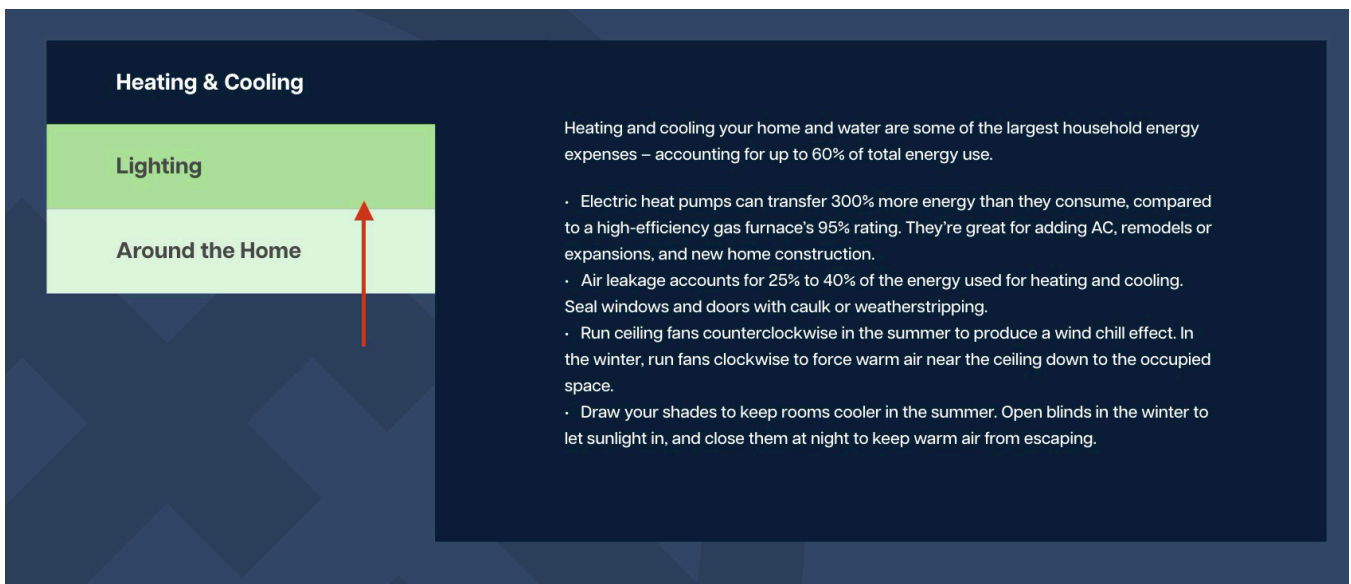 Heating & Cooling
Lighting
Around the Home
Heating and cooling your home and water are some of the largest household energy
expenses – accounting for up to 60% of total energy use.
· Electric heat pumps can transfer 300% more energy than they consume, compared
to a high-efficiency gas furnace’s 95% rating. They’re great for adding AC, remodels or
expansions, and new home construction.
· Air leakage accounts for 25% to 40% of the energy used for heating and cooling.
Seal windows and doors with caulk or weatherstripping.
· Run ceiling fans counterclockwise in the summer to produce a wind chill effect. In
the winter, run fans clockwise to force warm air near the ceiling down to the occupied
space.
· Draw your shades to keep rooms cooler in the summer. Open blinds in the winter to
let sunlight in, and close them at night to keep warm air from escaping.